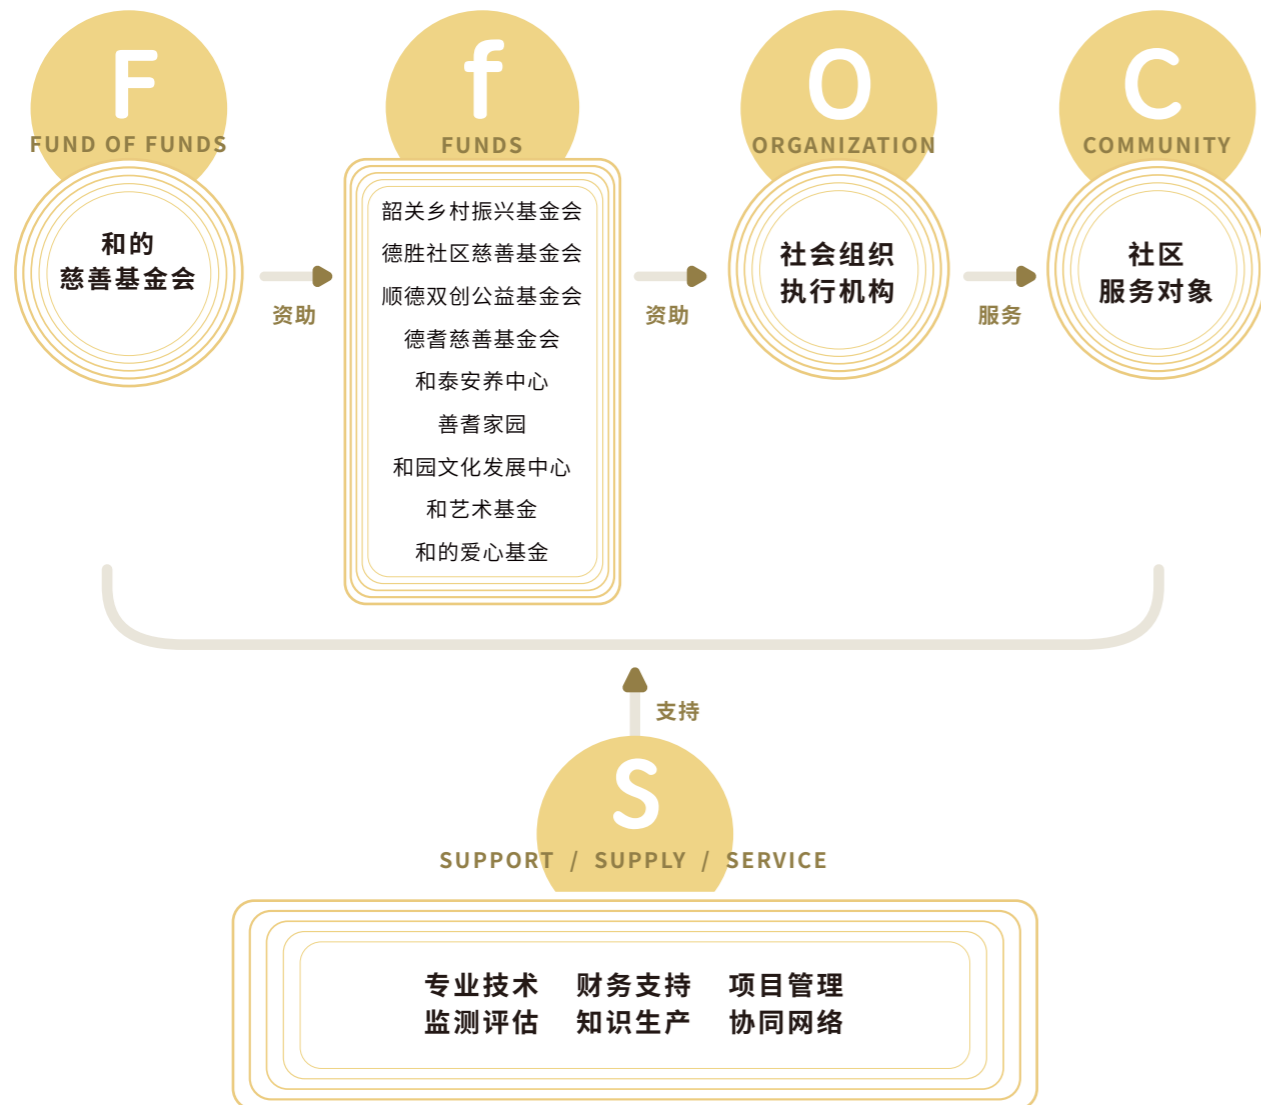 F
FUND OF FUNDS
和的
慈善基金会
资助
f
FUNDS
韶关乡村振兴基金会
德胜社区慈善基金会
顺德双创公益基金会
德耆慈善基金会
和泰安养中心
善耆家园
和园文化发展中心
和艺术基金
和的爱心基金
资助
O
ORGANIZATION
社会组织
执行机构
服务
C
COMMUNITY
社区
服务对象
支持
S
SUPPORT / SUPPLY / SERVICE
专业技术 财务支持 项目管理
监测评估 知识生产 协同网络